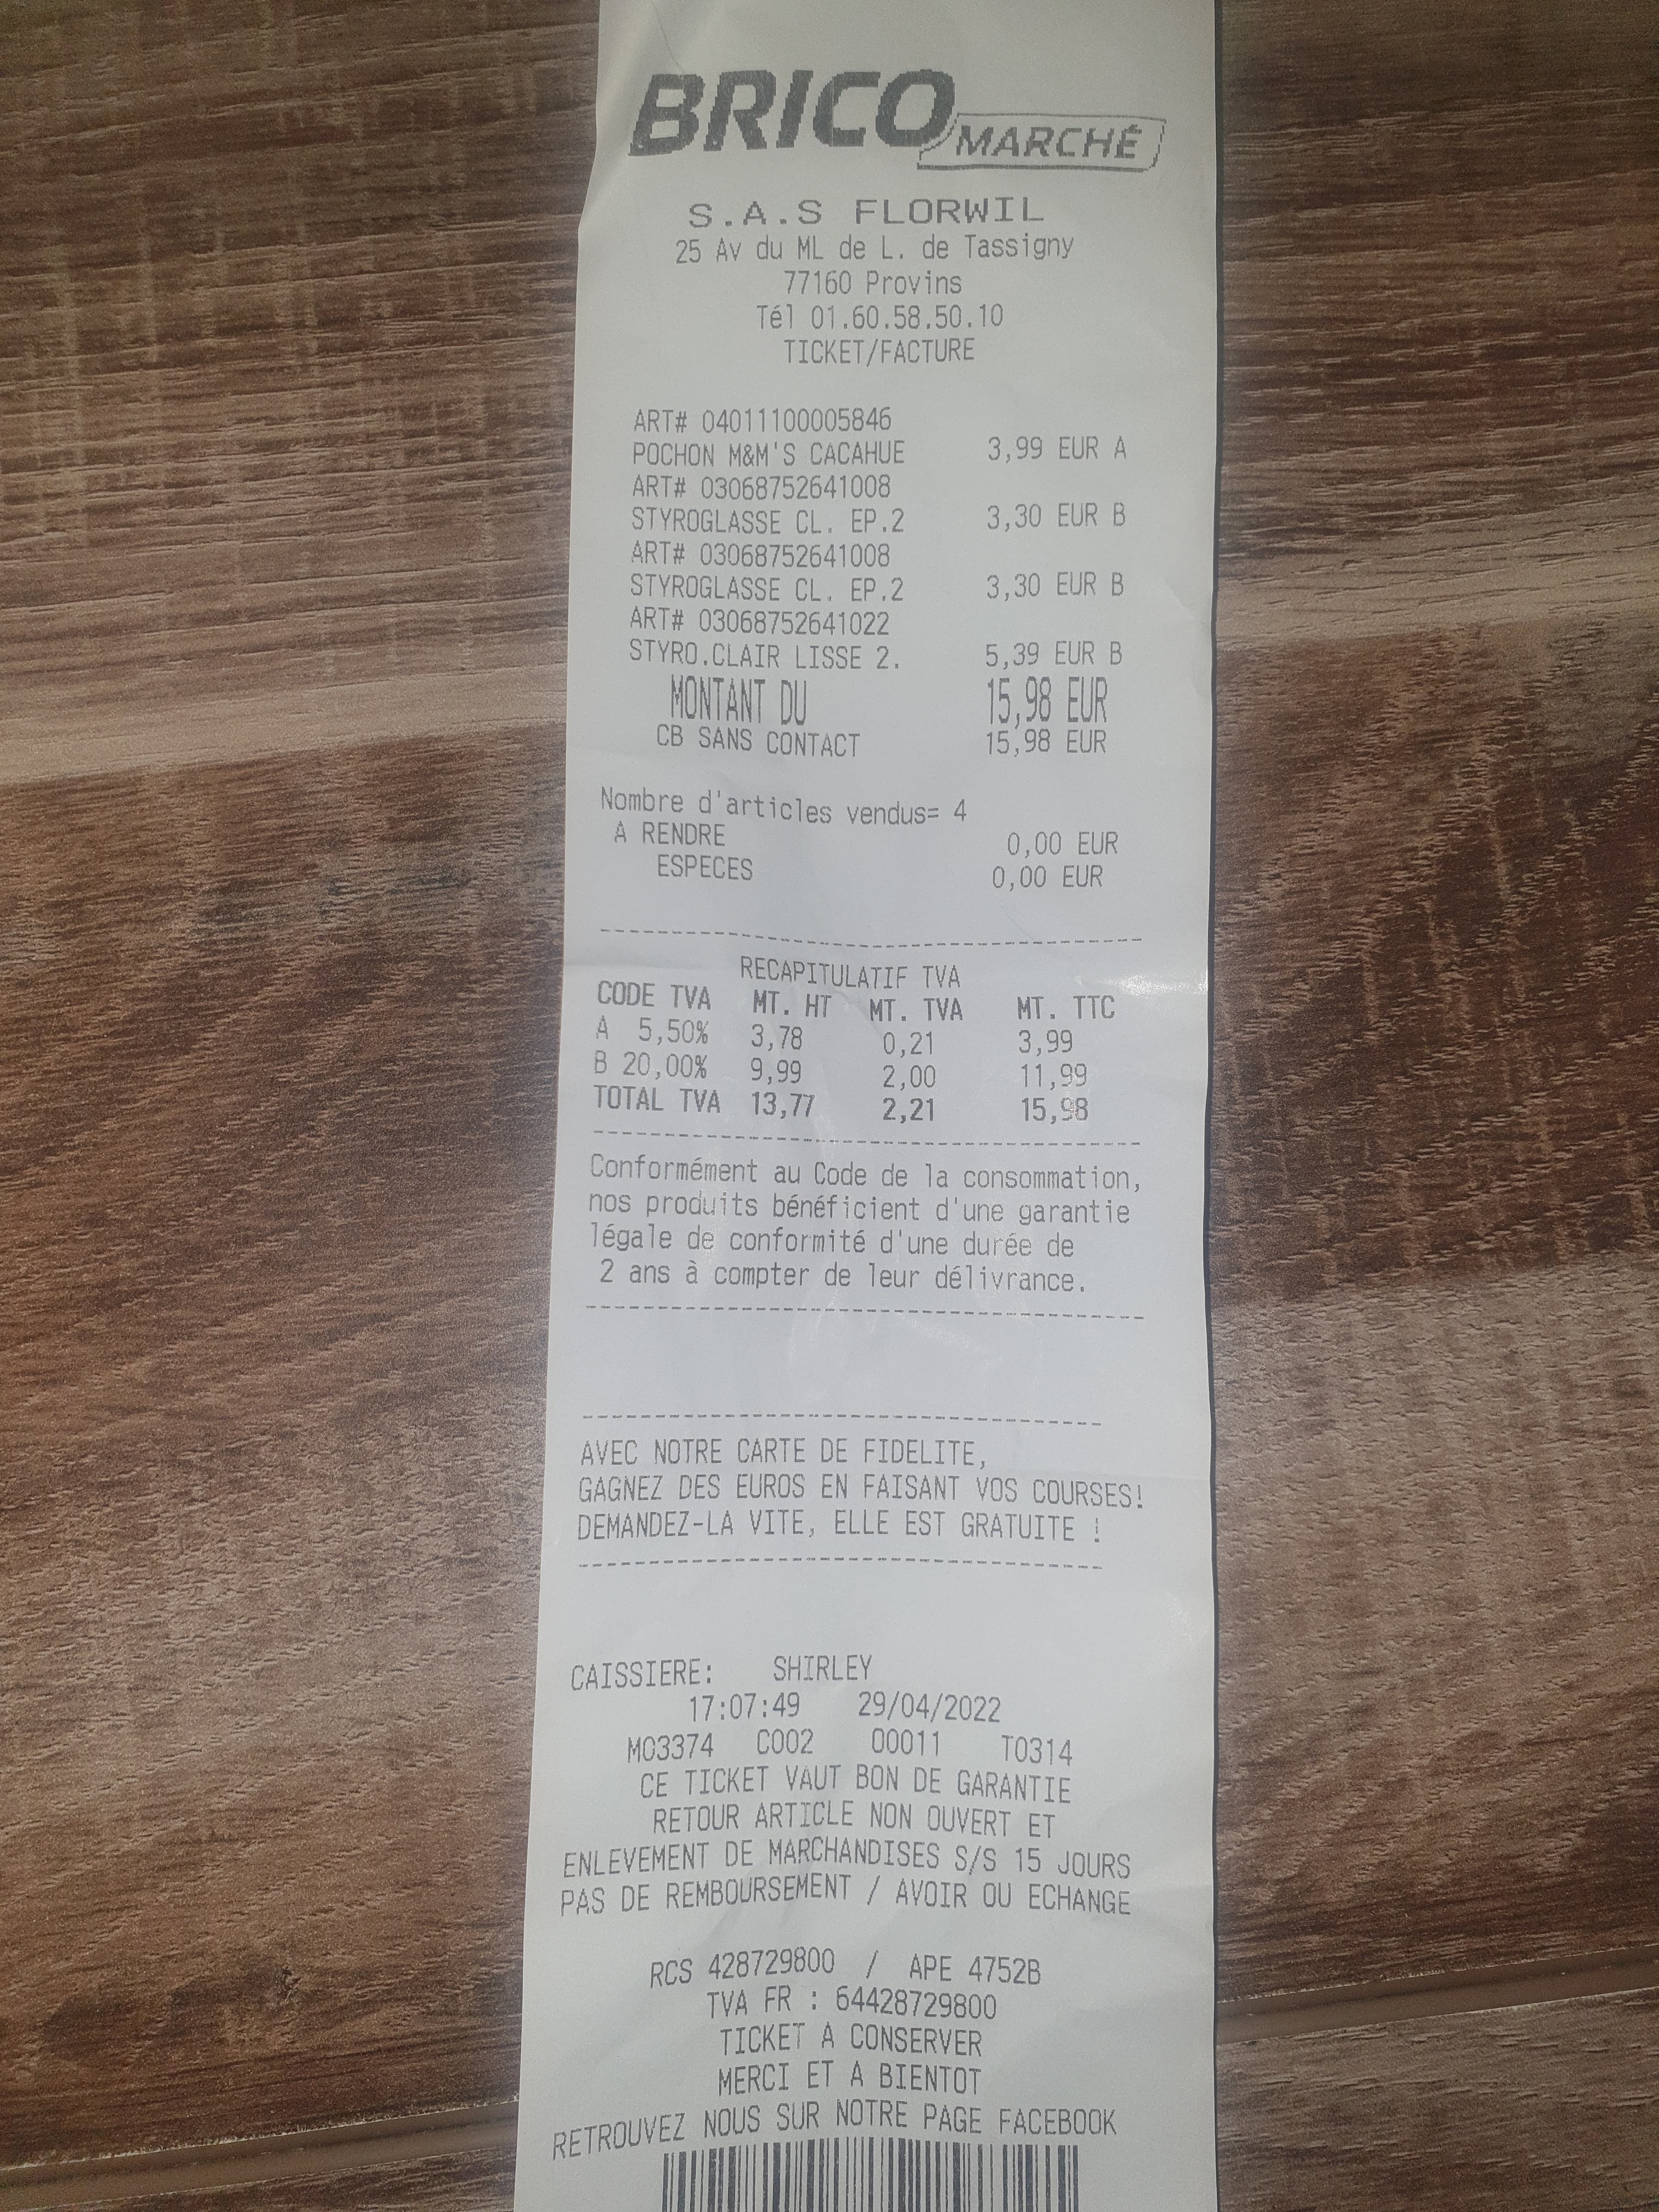 BRICO MARCHÉ
S.A.S FLORWIL
25 Av du ML de L. de Tassigny
77160 Provins
Tél 01.60.58.50.10
TICKET/FACTURE
ART# 04011100005846
POCHON M&M'S CACAHUE 3,99 EUR A
ART# 03068752641008
STYROGLASSE CL. EP.2 3,30 EUR B
ART# 03068752641008
STYROGLASSE CL. EP.2 3,30 EUR B
ART# 03068752641022
STYRO.CLAIR LISSE 2. 5,39 EUR B
MONTANT DU 15,98 EUR
CB SANS CONTACT 15,98 EUR
Nombre d'articles vendus= 4
A RENDRE 0,00 EUR
ESPECES 0,00 EUR
RECAPITULATIF TVA
CODE TVA MT. HT MT. TVA MT. TTC
A 5,50% 3,78 0,21 3,99
B 20,00% 9,99 2,00 11,99
TOTAL TVA 13,77 2,21 15,98
Conformément au Code de la consommation,
nos produits bénéficient d'une garantie
légale de conformité d'une durée de
2 ans à compter de leur délivrance.
AVEC NOTRE CARTE DE FIDELITE,
GAGNEZ DES EUROS EN FAISANT VOS COURSES!
DEMANDEZ-LA VITE, ELLE EST GRATUITE !
CAISSIERE: SHIRLEY
17:07:49 29/04/2022
M03374 C002 00011 T0314
CE TICKET VAUT BON DE GARANTIE
RETOUR ARTICLE NON OUVERT ET
ENLEVEMENT DE MARCHANDISES S/S 15 JOURS
PAS DE REMBOURSEMENT / AVOIR OU ECHANGE
RCS 428729800 / APE 4752B
TVA FR : 64428729800
TICKET A CONSERVER
MERCI ET A BIENTOT
RETROUVEZ NOUS SUR NOTRE PAGE FACEBOOK